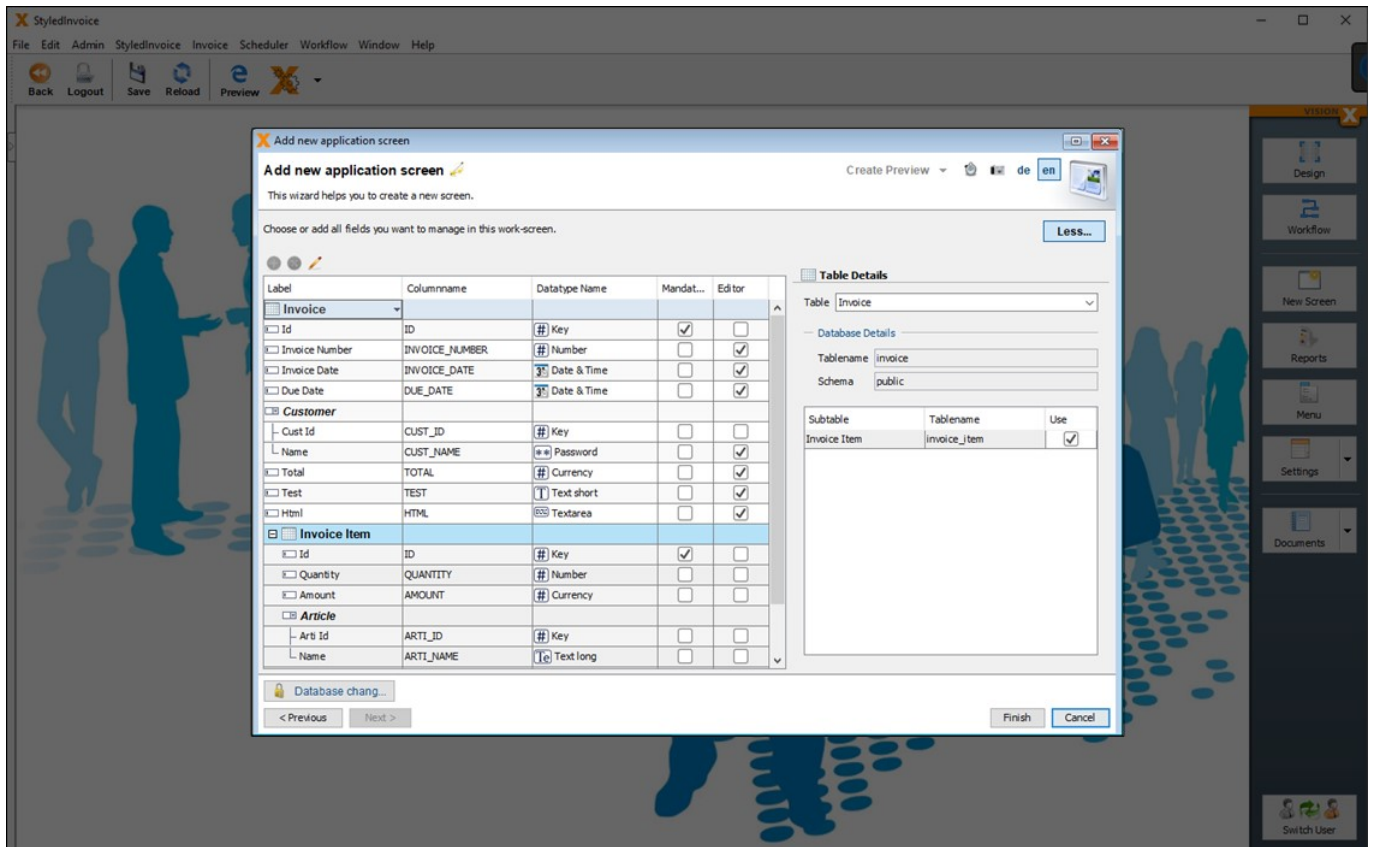 StyledInvoice
File Edit Admin StyledInvoice Invoice Scheduler Workflow Window Help
Back Logout Save Reload Preview
VISION X
Design
Workflow
New Screen
Reports
Menu
Settings
Documents
Switch User
Add new application screen
Add new application screen
Create Preview de en
This wizard helps you to create a new screen.
Choose or add all fields you want to manage in this work-screen.
Less...
Label Columnname Datatype Name Mandat... Editor
Invoice
Id ID # Key
Invoice Number INVOICE_NUMBER # Number
Invoice Date INVOICE_DATE Date & Time
Due Date DUE_DATE Date & Time
Customer
Cust Id CUST_ID # Key
Name CUST_NAME ** Password
Total TOTAL # Currency
Test TEST T Text short
Html HTML Textarea
Invoice Item
Id ID # Key
Quantity QUANTITY # Number
Amount AMOUNT # Currency
Article
Arti Id ARTI_ID # Key
Name ARTI_NAME Te Text long
Table Details
Table Invoice
Database Details
Tablename invoice
Schema public
Subtable Tablename Use
Invoice Item invoice_item
Database chang...
< Previous Next > Finish Cancel